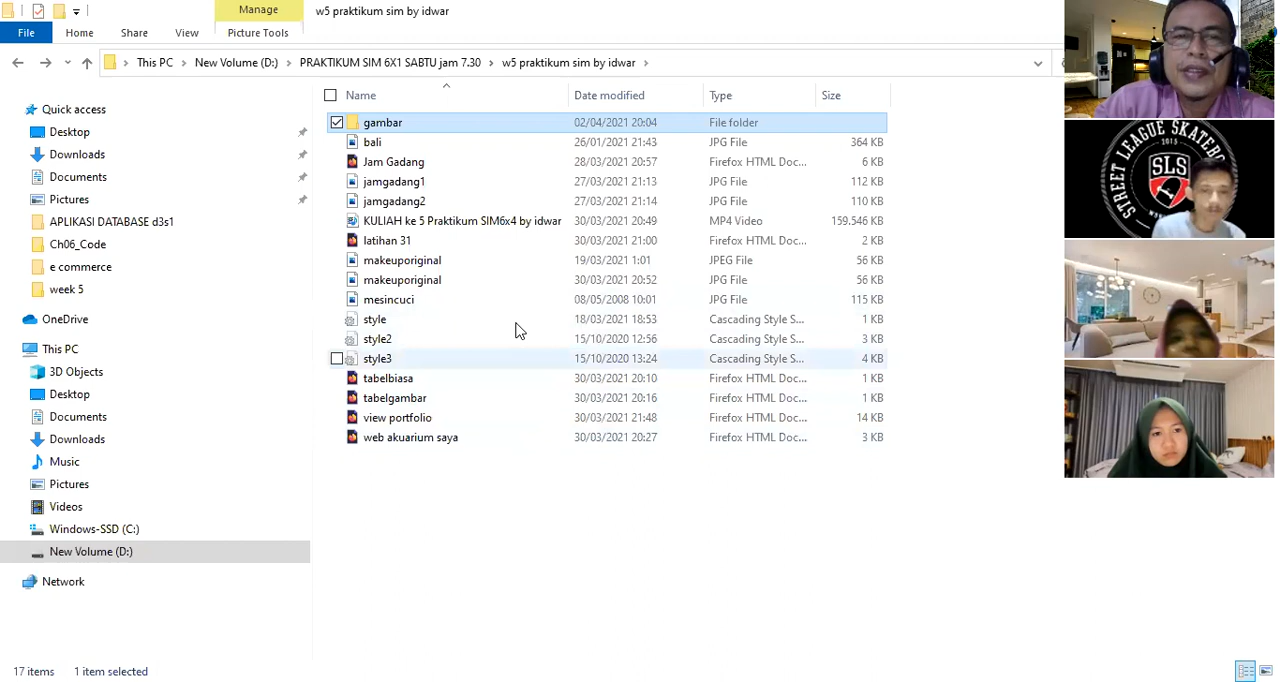 Manage w5 praktikum sim by idwar
File Home Share View Picture Tools
This PC New Volume (D:) PRAKTIKUM SIM 6X1 SABTU jam 7.30 w5 praktikum sim by idwar
Quick access
Desktop
Downloads
Documents
Pictures
APLIKASI DATABASE d3s1
Ch06_Code
e commerce
week 5
OneDrive
This PC
3D Objects
Desktop
Documents
Downloads
Music
Pictures
Videos
Windows-SSD (C:)
New Volume (D:)
Network
Name Date modified Type Size
gambar 02/04/2021 20:04 File folder
bali 26/01/2021 21:43 JPG File 364 KB
Jam Gadang 28/03/2021 20:57 Firefox HTML Doc... 6 KB
jamgadang1 27/03/2021 21:13 JPG File 112 KB
jamgadang2 27/03/2021 21:14 JPG File 110 KB
KULIAH ke 5 Praktikum SIM6x4 by idwar 30/03/2021 20:49 MP4 Video 159.546 KB
latihan 31 30/03/2021 21:00 Firefox HTML Doc... 2 KB
makeuporiginal 19/03/2021 1:01 JPEG File 56 KB
makeuporiginal 30/03/2021 20:52 JPG File 56 KB
mesincuci 08/05/2008 10:01 JPG File 115 KB
style 18/03/2021 18:53 Cascading Style S... 1 KB
style2 15/10/2020 12:56 Cascading Style S... 3 KB
style3 15/10/2020 13:24 Cascading Style S... 4 KB
tabelbiasa 30/03/2021 20:10 Firefox HTML Doc... 1 KB
tabelgambar 30/03/2021 20:16 Firefox HTML Doc... 1 KB
view portfolio 30/03/2021 21:48 Firefox HTML Doc... 14 KB
web akuarium saya 30/03/2021 20:27 Firefox HTML Doc... 3 KB
17 items 1 item selected
STREET LEAGUE SKATEBO
2015
SLS